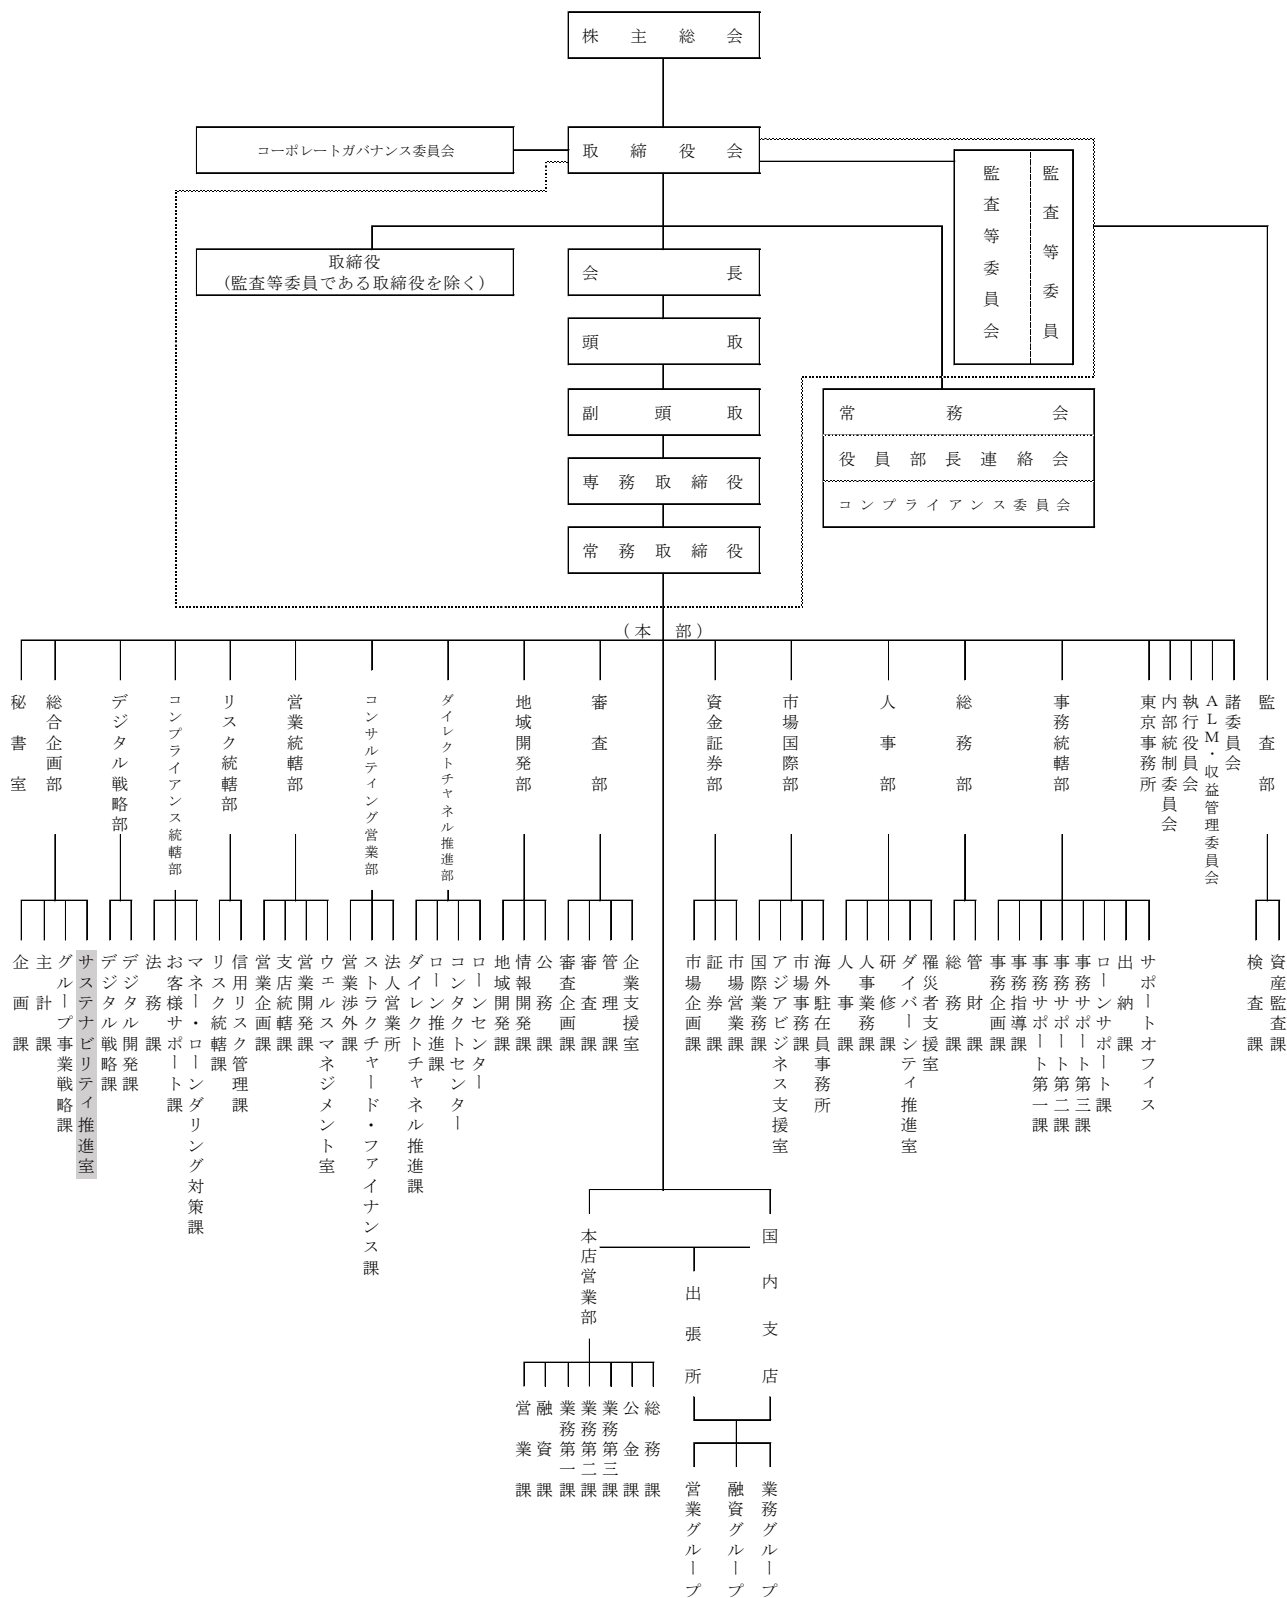 株主総会
コーポレートガバナンス委員会
取締役会
監査等委員会
監査等委員
取締役
(監査等委員である取締役を除く)
会長
頭取
副頭取
専務取締役
常務取締役
常務会
役員部長連絡会
コンプライアンス委員会
(本部)
秘書室
総合企画部
デジタル戦略部
コンプライアンス統轄部
リスク統轄部
営業統轄部
コンサルティング営業部
ダイレクトチャネル推進部
地域開発部
審査部
資金証券部
市場国際部
人事部
総務部
事務統轄部
東京事務所
内部統制委員会
執行役員会
ALM・収益管理委員会
諸委員会
監査部
企画課
主計課
グループ事業戦略課
サステナビリティ推進室
デジタル戦略課
デジタル開発課
法務課
お客様サポート課
マネー・ローンダリング対策課
リスク統轄課
信用リスク管理課
営業企画課
支店統轄課
営業開発課
ウェルスマネジメント室
営業渉外課
ストラクチャード・ファイナンス課
法人営業所
ダイレクトチャネル推進課
ローン推進課
コンタクトセンター
ローンセンター
地域開発課
情報開発課
公務課
審査企画課
審査課
管理課
企業支援室
市場企画課
証券課
市場営業課
国際業務課
アジアビジネス支援室
市場事務課
海外駐在員事務所
人事課
人事業務課
研修課
ダイバーシティ推進室
罹災者支援室
総務課
管財課
事務企画課
事務指導課
事務サポート第一課
事務サポート第二課
事務サポート第三課
ローンサポート課
出納課
サポートオフィス
検査課
資産監査課
本店営業部
出張所
国内支店
営業課
融資課
業務第一課
業務第二課
業務第三課
公金課
総務課
営業グループ
融資グループ
業務グループ